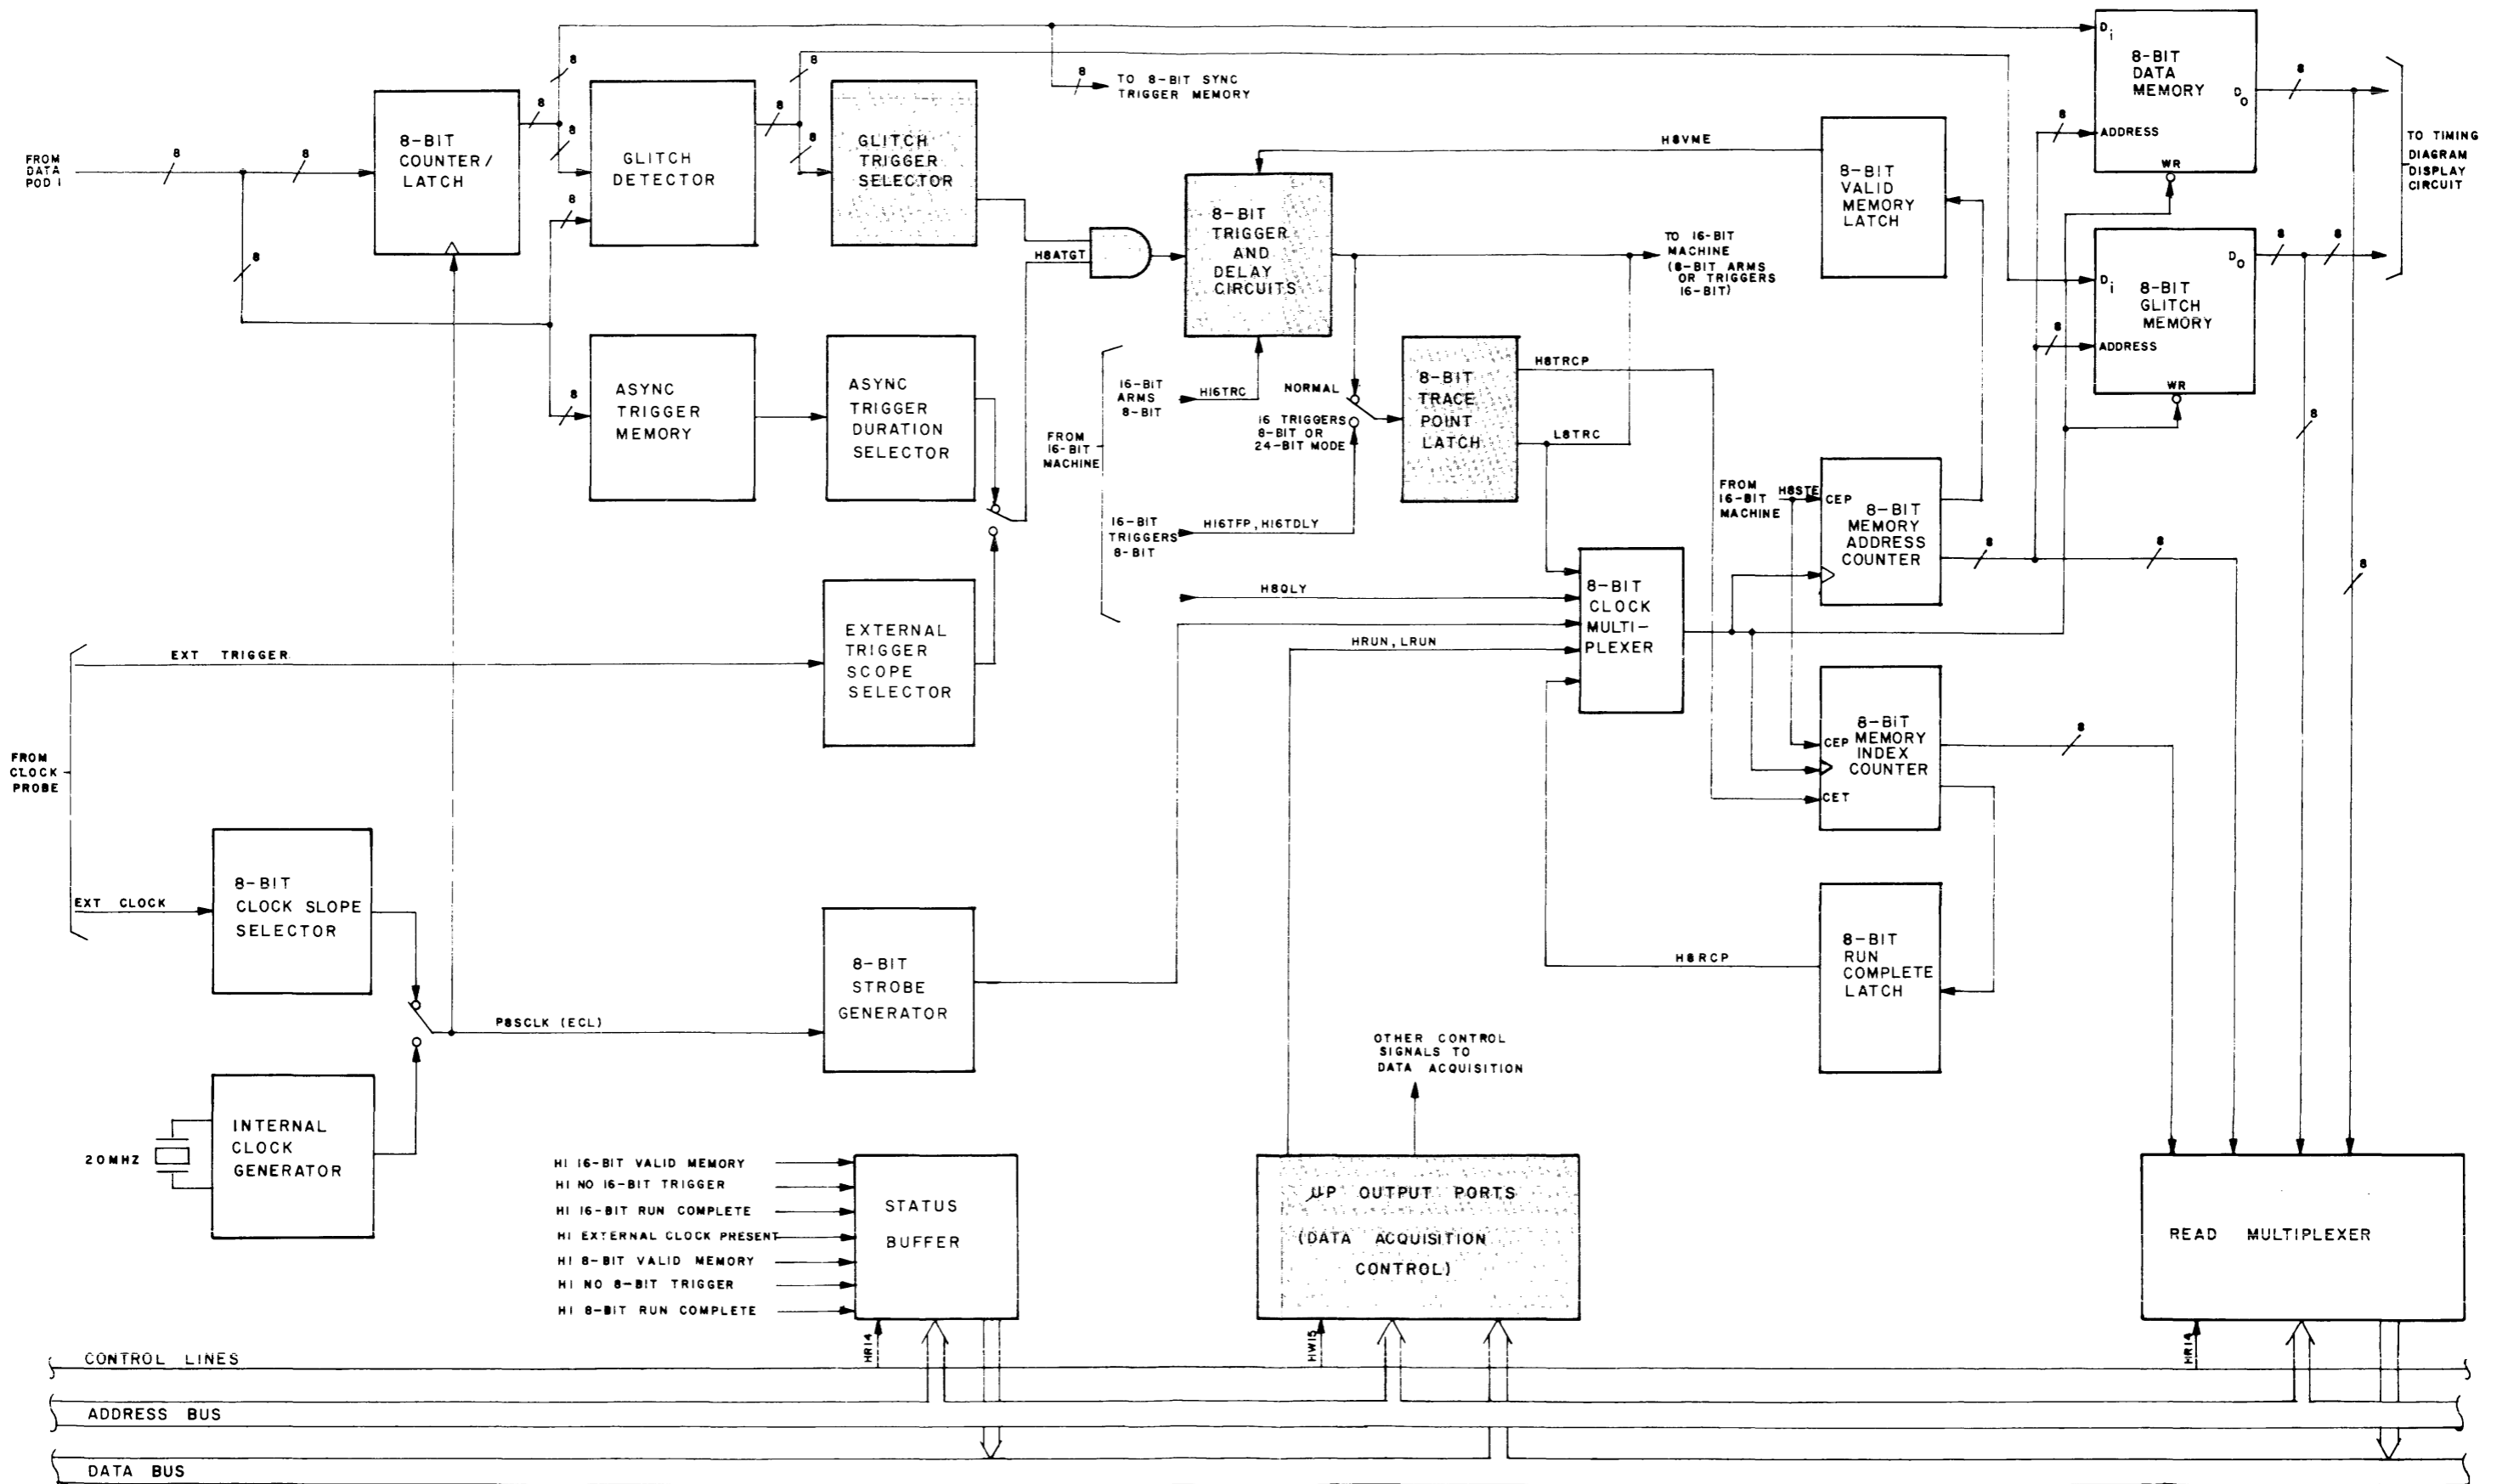 FROM
DATA
POD 1
8
8
8
8-BIT
COUNTER/
LATCH
8
8
8
GLITCH
DETECTOR
8
8
8
8
GLITCH
TRIGGER
SELECTOR
8
TO 8-BIT SYNC
TRIGGER MEMORY
H8ATGT
8-BIT
TRIGGER
AND
DELAY
CIRCUITS
H8VME
8-BIT
VALID
MEMORY
LATCH
Di
8-BIT
DATA
MEMORY
Do
8
ADDRESS
8
WR
TO TIMING
DIAGRAM
DISPLAY
CIRCUIT
TO 16-BIT
MACHINE
(8-BIT ARMS
OR TRIGGERS
16-BIT)
Di
Do
8
8
8-BIT
GLITCH
MEMORY
8
ADDRESS
WR
8
8
8
ASYNC
TRIGGER
MEMORY
ASYNC
TRIGGER
DURATION
SELECTOR
FROM
16-BIT
MACHINE
16-BIT
ARMS
8-BIT
H16TRC
NORMAL
16 TRIGGERS
8-BIT OR
24-BIT MODE
8-BIT
TRACE
POINT
LATCH
H8TRCP
L8TRC
16-BIT
TRIGGERS
8-BIT
H16TFP, H16TDLY
H8QLY
HRUN, LRUN
8-BIT
CLOCK
MULTI-
PLEXER
FROM
16-BIT
MACHINE
H8STE
CEP
8-BIT
MEMORY
ADDRESS
COUNTER
8
8
CEP
8-BIT
MEMORY
INDEX
COUNTER
CET
8
H8RCP
8-BIT
RUN
COMPLETE
LATCH
EXT TRIGGER
EXTERNAL
TRIGGER
SCOPE
SELECTOR
FROM
CLOCK
PROBE
EXT CLOCK
8-BIT
CLOCK SLOPE
SELECTOR
P8SCLK (ECL)
8-BIT
STROBE
GENERATOR
20MHZ
INTERNAL
CLOCK
GENERATOR
OTHER CONTROL
SIGNALS TO
DATA ACQUISITION
HI 16-BIT VALID MEMORY
HI NO 16-BIT TRIGGER
HI 16-BIT RUN COMPLETE
HI EXTERNAL CLOCK PRESENT
HI 8-BIT VALID MEMORY
HI NO 8-BIT TRIGGER
HI 8-BIT RUN COMPLETE
STATUS
BUFFER
µP OUTPUT PORTS
(DATA ACQUISITION
CONTROL)
READ MULTIPLEXER
HR14
HW15
HR14
CONTROL LINES
ADDRESS BUS
DATA BUS